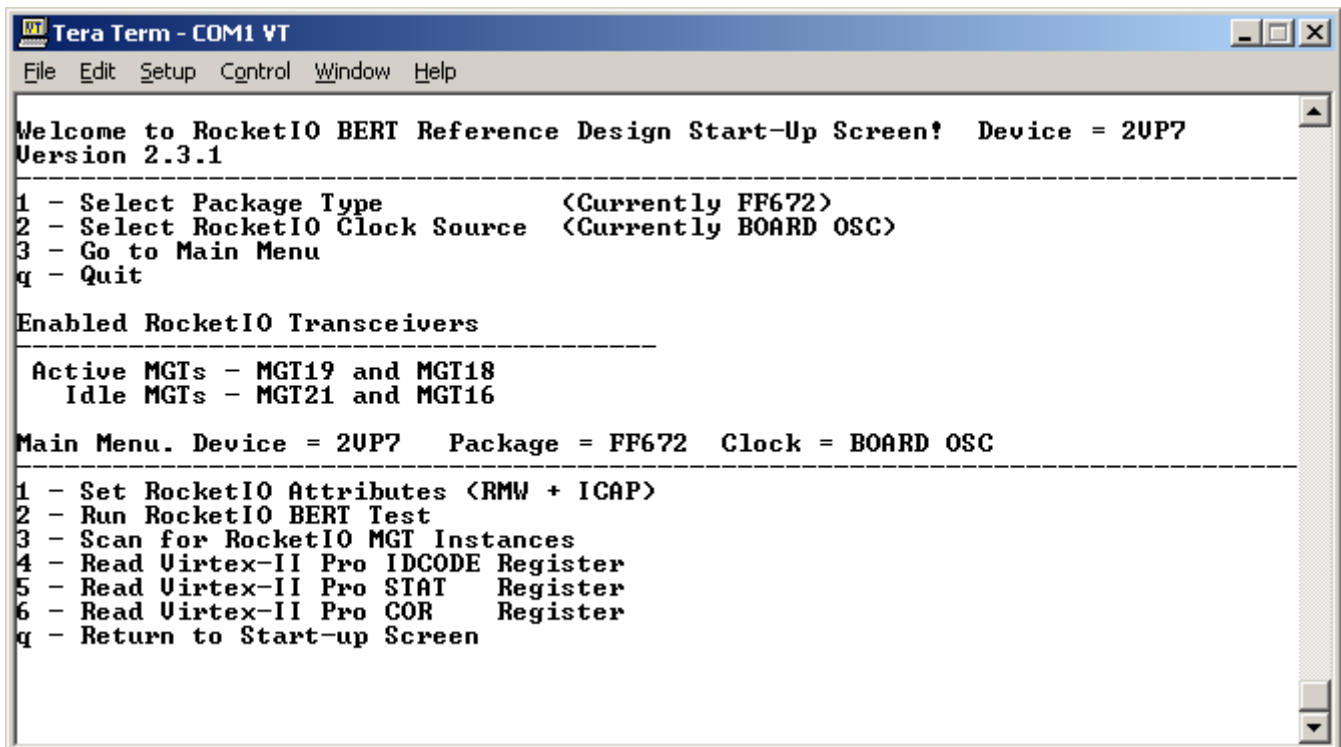 Tera Term - COM1 VT
File Edit Setup Control Window Help
Welcome to RocketIO BERT Reference Design Start-Up Screen! Device = 2VP7
Version 2.3.1
1 - Select Package Type (Currently FF672)
2 - Select RocketIO Clock Source (Currently BOARD OSC)
3 - Go to Main Menu
q - Quit
Enabled RocketIO Transceivers
Active MGTs - MGT19 and MGT18
Idle MGTs - MGT21 and MGT16
Main Menu. Device = 2VP7 Package = FF672 Clock = BOARD OSC
1 - Set RocketIO Attributes (RMW + ICAP)
2 - Run RocketIO BERT Test
3 - Scan for RocketIO MGT Instances
4 - Read Virtex-II Pro IDCODE Register
5 - Read Virtex-II Pro STAT Register
6 - Read Virtex-II Pro COR Register
q - Return to Start-up Screen